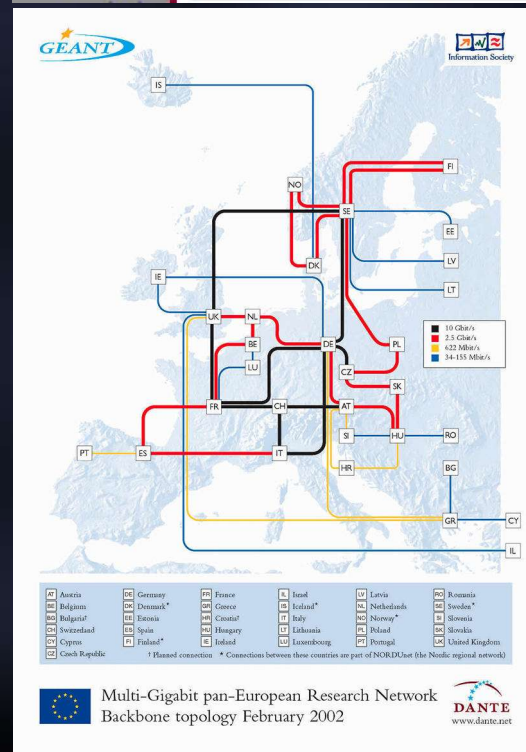 GÉANT
Information Society
IS
FI
NO
SE
EE
DK
LV
IE
LT
UK
NL
10 Gbit/s
2.5 Gbit/s
622 Mbit/s
34-155 Mbit/s
BE
DE
PL
LU
CZ
SK
FR
CH
AT
SI
HU
RO
PT
ES
IT
HR
BG
GR
CY
IL
AT Austria
BE Belgium
BG Bulgaria†
CH Switzerland
CY Cyprus
CZ Czech Republic
DE Germany
DK Denmark*
EE Estonia
ES Spain
FI Finland*
FR France
GR Greece
HR Croatia†
HU Hungary
IE Ireland
IL Israel
IS Iceland*
IT Italy
LT Lithuania
LU Luxembourg
LV Latvia
NL Netherlands
NO Norway*
PL Poland
PT Portugal
RO Romania
SE Sweden*
SI Slovenia
SK Slovakia
UK United Kingdom
† Planned connection * Connections between these countries are part of NORDUnet (the Nordic regional network)
Multi-Gigabit pan-European Research Network
Backbone topology February 2002
DANTE
www.dante.net